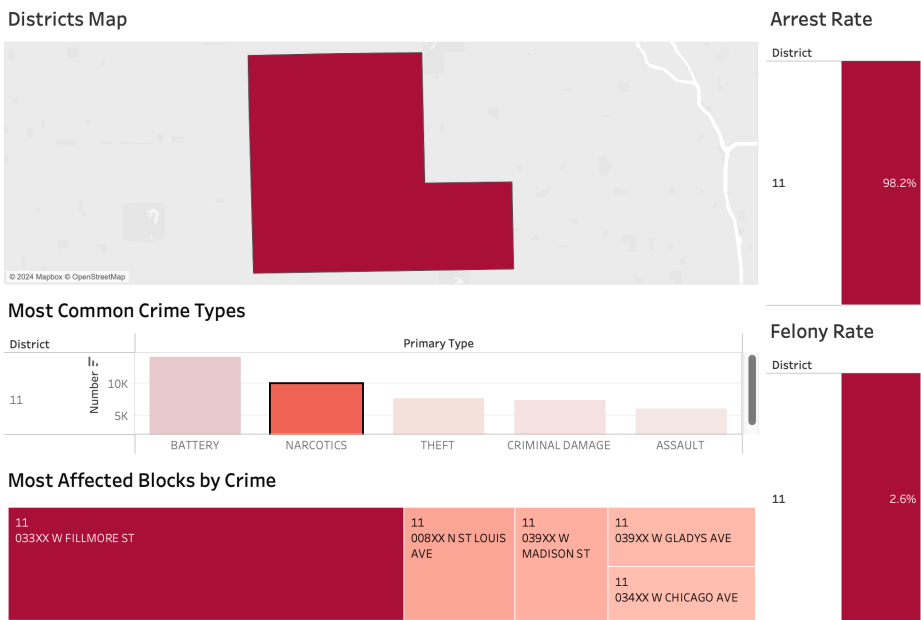 Districts Map
© 2024 Mapbox © OpenStreetMap
Arrest Rate
District
11
98.2%
Most Common Crime Types
District
Primary Type
11
Number
10K
5K
BATTERY
NARCOTICS
THEFT
CRIMINAL DAMAGE
ASSAULT
Felony Rate
District
11
2.6%
Most Affected Blocks by Crime
11
033XX W FILLMORE ST
11
008XX N ST LOUIS
AVE
11
039XX W
MADISON ST
11
039XX W GLADYS AVE
11
034XX W CHICAGO AVE